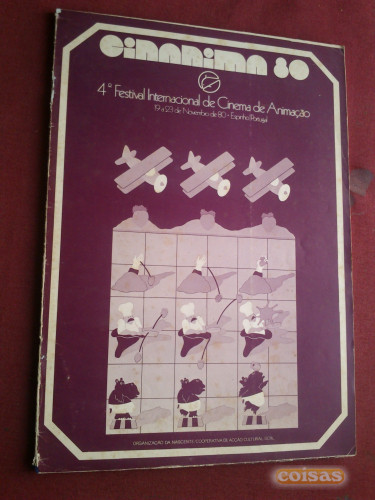 CINANIMA 80
4º Festival Internacional de Cinema de Animação
19 a 23 de Novembro de 80 - Espinho/Portugal
ORGANIZAÇÃO DA NASCENTE-COOPERATIVA DE ACÇÃO CULTURAL
coisas